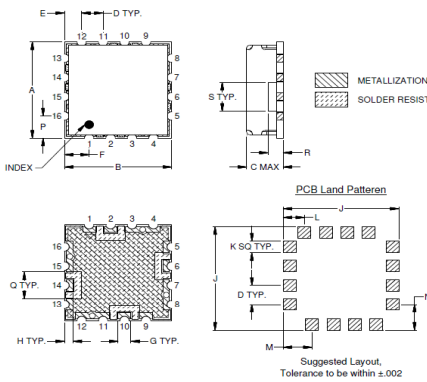 E
D TYP.
12 11 10 9
13
14
15
16
8
7
6
5
A
P
F
1 2 3 4
INDEX
B
S TYP.
R
C MAX
METALLIZATION
SOLDER RESIST
PCB Land Patteren
J
L
K SQ TYP.
J
D TYP.
M
1 2 3 4
16
15
14
13
5
6
7
8
Q TYP.
12 11 10 9
H TYP.
G TYP.
Suggested Layout,
Tolerance to be within ±.002